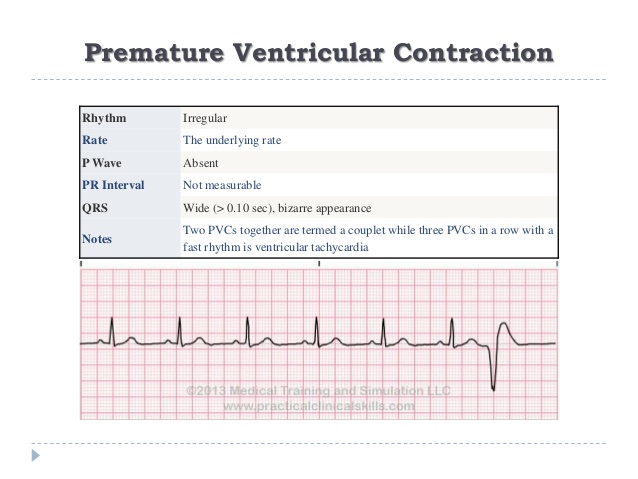 Premature Ventricular Contraction
Rhythm Irregular
Rate The underlying rate
P Wave Absent
PR Interval Not measurable
QRS Wide (> 0.10 sec), bizarre appearance
Notes Two PVCs together are termed a couplet while three PVCs in a row with a
fast rhythm is ventricular tachycardia
©2013 Medical Training and Simulation LLC
www.practicalclinicalskills.com